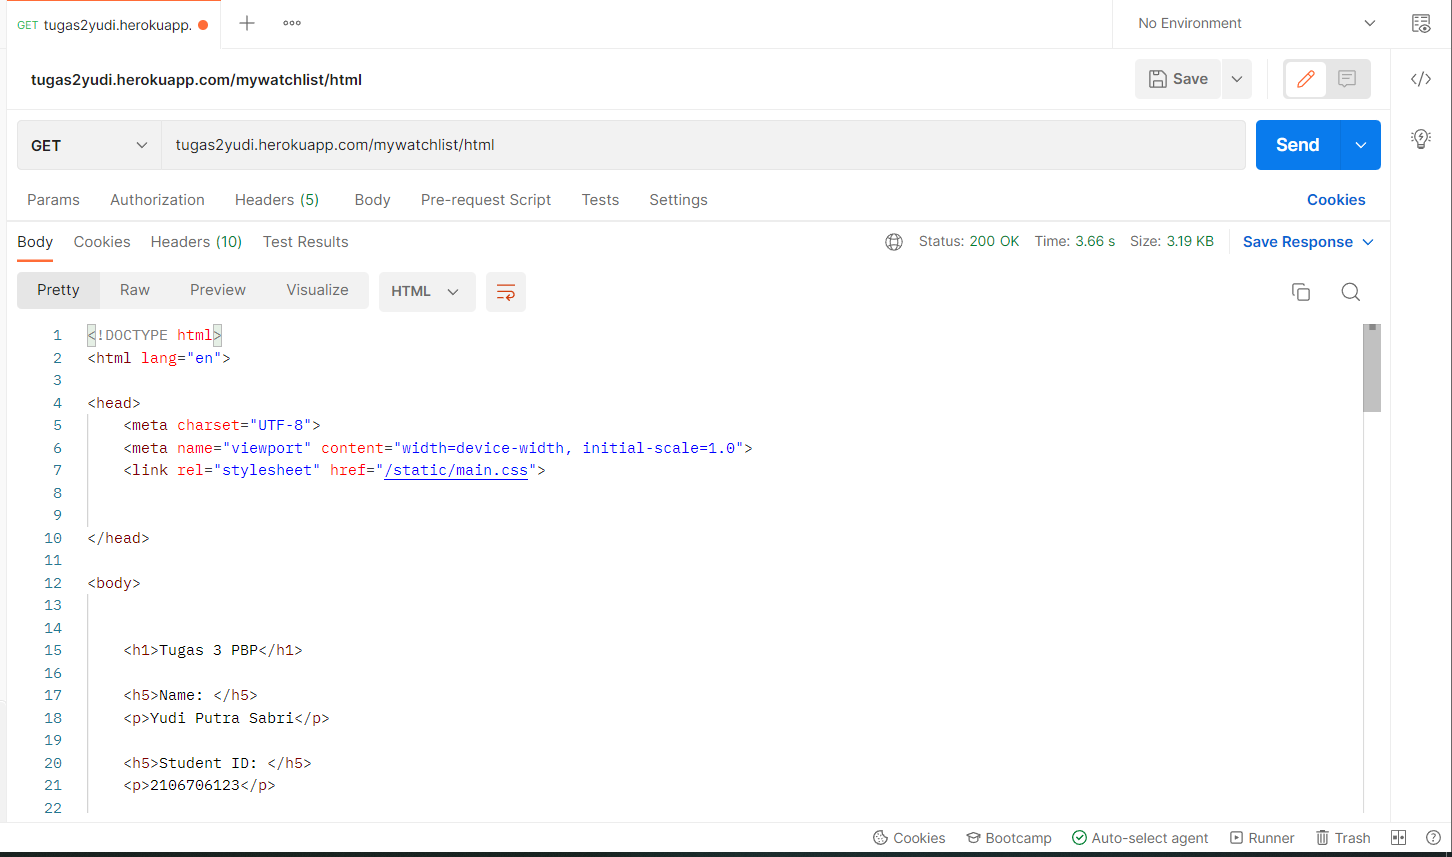 GET tugas2yudi.herokuapp.
No Environment
tugas2yudi.herokuapp.com/mywatchlist/html
Save
GET
tugas2yudi.herokuapp.com/mywatchlist/html
Send
Params Authorization Headers (5) Body Pre-request Script Tests Settings
Cookies
Body Cookies Headers (10) Test Results
Status: 200 OK Time: 3.66 s Size: 3.19 KB Save Response
Pretty Raw Preview Visualize HTML
1 <!DOCTYPE html>
2 <html lang="en">
3
4 <head>
5 <meta charset="UTF-8">
6 <meta name="viewport" content="width=device-width, initial-scale=1.0">
7 <link rel="stylesheet" href="/static/main.css">
8
9
10 </head>
11
12 <body>
13
14
15 <h1>Tugas 3 PBP</h1>
16
17 <h5>Name: </h5>
18 <p>Yudi Putra Sabri</p>
19
20 <h5>Student ID: </h5>
21 <p>2106706123</p>
22
Cookies Bootcamp Auto-select agent Runner Trash